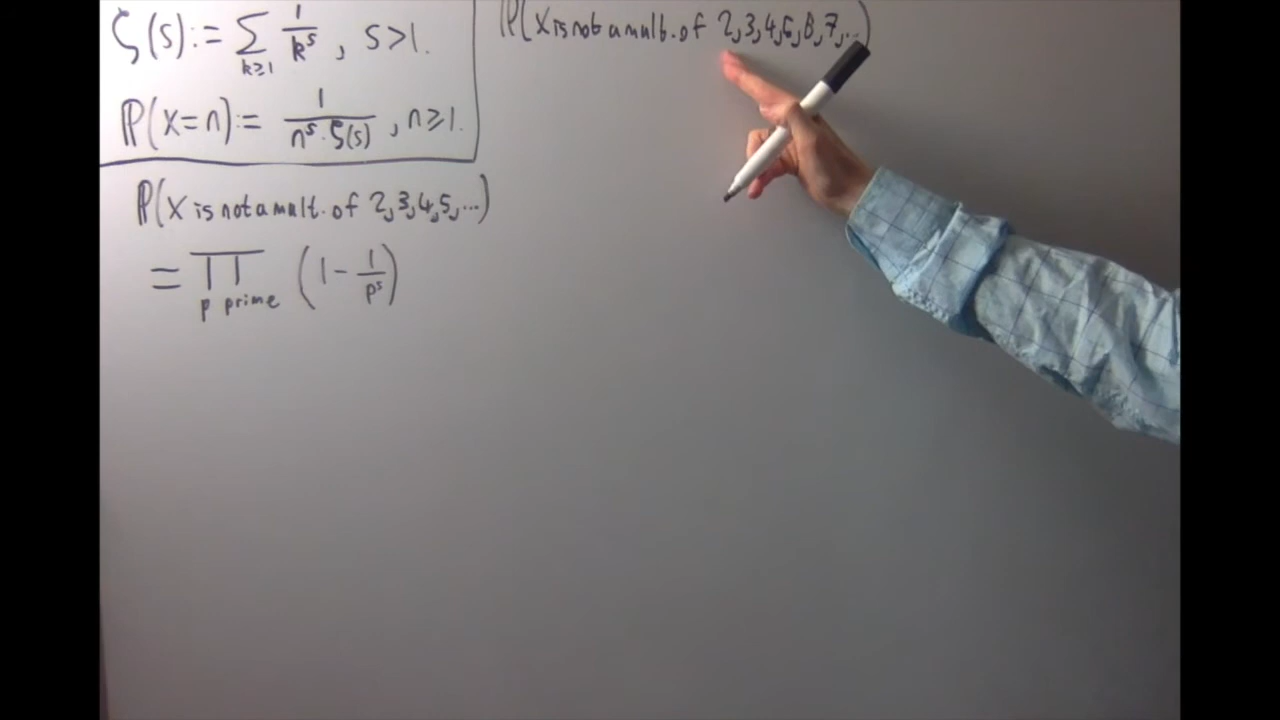 ζ(s) := ∑ 1/k^s , s>1.
k≥1
ℙ(X=n) := 1/(n^s · ζ(s)) , n≥1.
ℙ(X is not a mult. of 2,3,4,5,...)
= ∏ (1 - 1/p^s)
p prime
ℙ(X is not a mult. of 2,3,4,6,8,7,...)